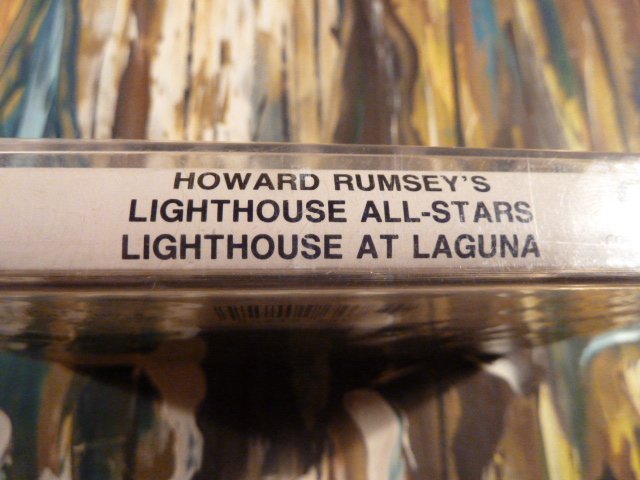 HOWARD RUMSEY'S
LIGHTHOUSE ALL-STARS
LIGHTHOUSE AT LAGUNA